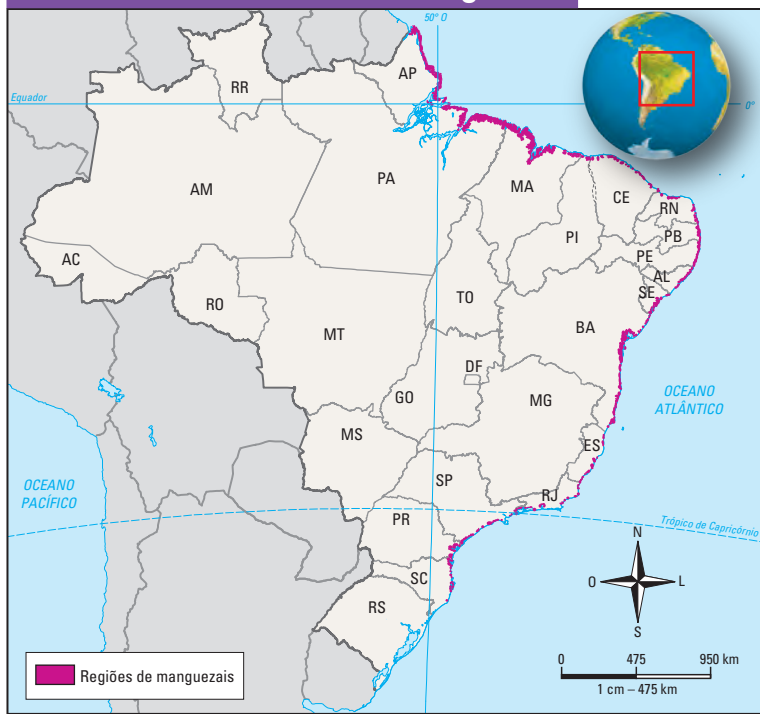 50° O
Equador
0°
RR
AP
AM
PA
MA
CE
RN
PB
PI
PE
AL
SE
AC
RO
TO
MT
BA
DF
GO
MG
MS
ES
SP
RJ
PR
SC
RS
OCEANO
ATLÂNTICO
OCEANO
PACÍFICO
Trópico de Capricórnio
N
O
L
S
0
475
950 km
1 cm – 475 km
Regiões de manguezais